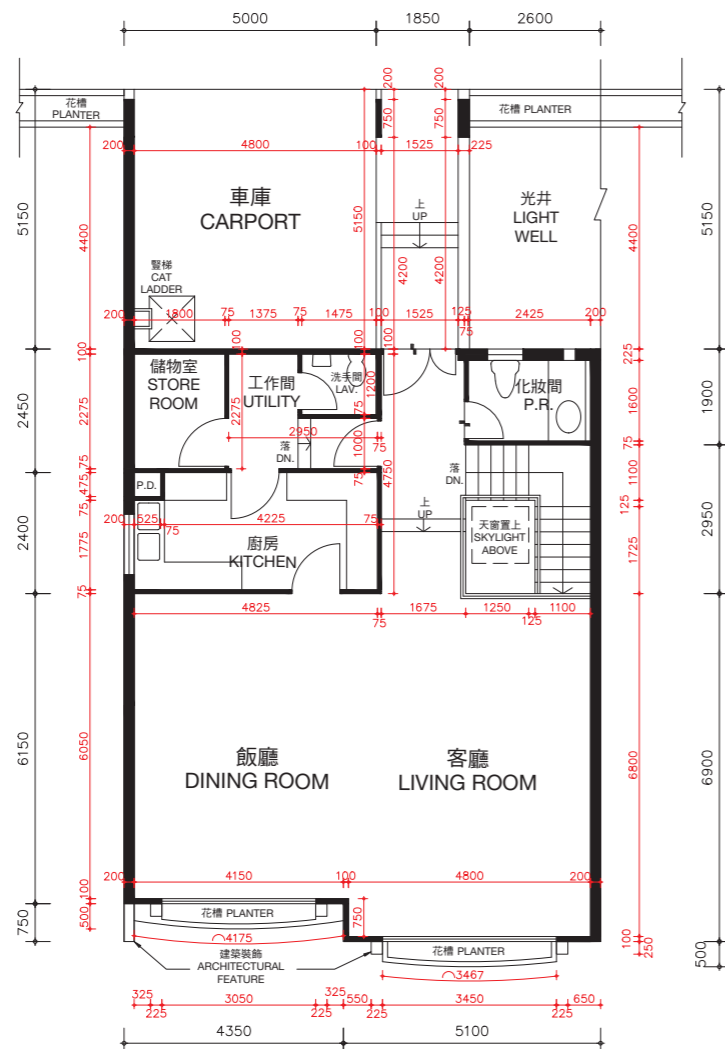 5000
1850
2600
花槽
PLANTER
花槽 PLANTER
200
200
750
750
200
4800
100
1525
225
車庫
CARPORT
上
UP
光井
LIGHT
WELL
5150
5150
5150
4400
4400
4200
4200
豎梯
CAT
LADDER
200
1800
75
1375
75
1475
100
1525
125
75
2425
200
100
100
100
100
225
儲物室
STORE
ROOM
工作間
UTILITY
洗手間
LAV.
化妝間
P.R.
2450
2275
2275
1200
75
1600
1900
2950
75
落
DN.
1000
4750
75
落
DN.
75
75
475
P.D.
1100
125
200
525
75
4225
75
75
上
UP
天窗置上
SKYLIGHT
ABOVE
廚房
KITCHEN
2400
1775
1725
2950
75
4825
75
1675
1250
125
1100
飯廳
DINING ROOM
客廳
LIVING ROOM
6150
6050
6800
6900
200
4150
100
4800
200
100
750
500
750
花槽 PLANTER
4175
建築裝飾
ARCHITECTURAL
FEATURE
花槽 PLANTER
3467
100
250
500
325
225
3050
225
325
550
225
3450
225
650
4350
5100